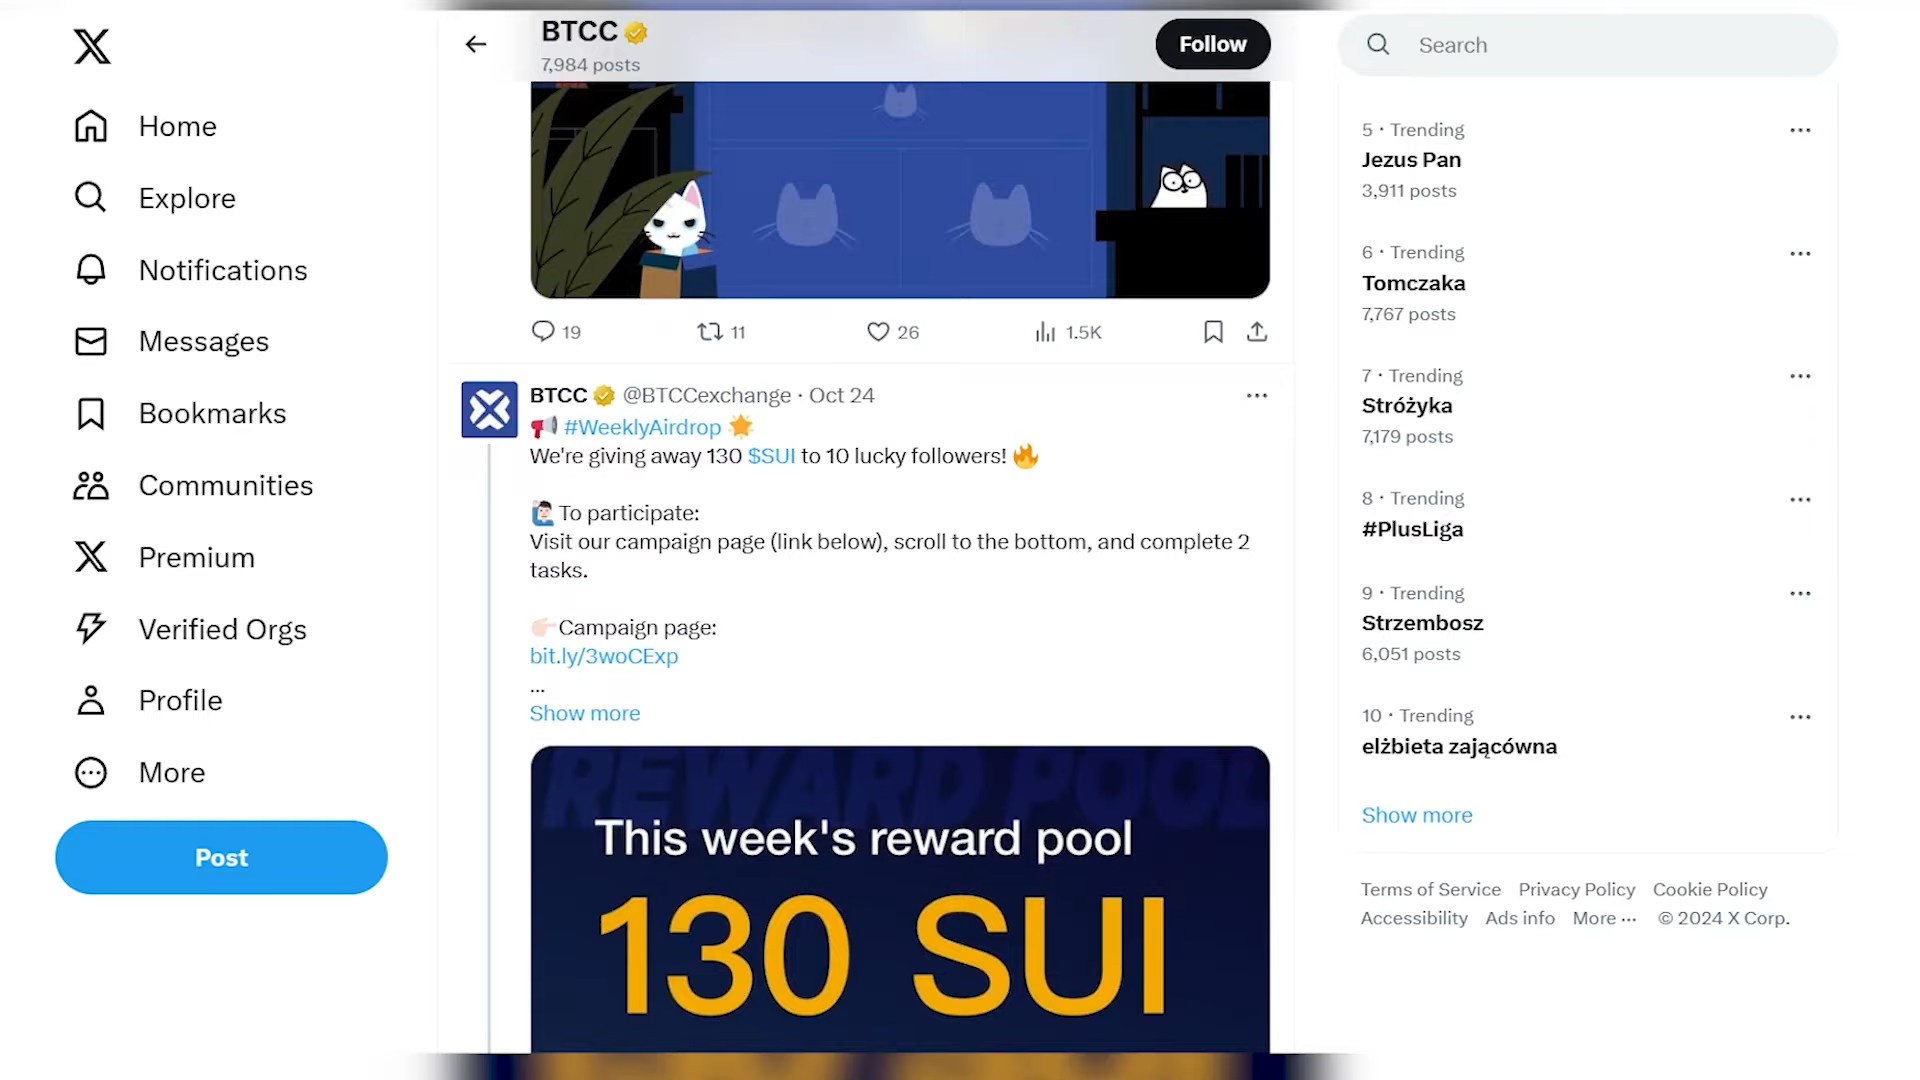 Home
Explore
Notifications
Messages
Bookmarks
Communities
Premium
Verified Orgs
Profile
More
Post
BTCC
7,984 posts
Follow
19
11
26
1.5K
BTCC @BTCCexchange · Oct 24
#WeeklyAirdrop
We're giving away 130 $SUI to 10 lucky followers!
To participate:
Visit our campaign page (link below), scroll to the bottom, and complete 2
tasks.
Campaign page:
bit.ly/3woCExp
...
Show more
REWARD POOL
This week's reward pool
130 SUI
Search
5 · Trending
Jezus Pan
3,911 posts
6 · Trending
Tomczaka
7,767 posts
7 · Trending
Stróżyka
7,179 posts
8 · Trending
#PlusLiga
9 · Trending
Strzembosz
6,051 posts
10 · Trending
elżbieta zającówna
Show more
Terms of Service Privacy Policy Cookie Policy
Accessibility Ads info More ··· © 2024 X Corp.